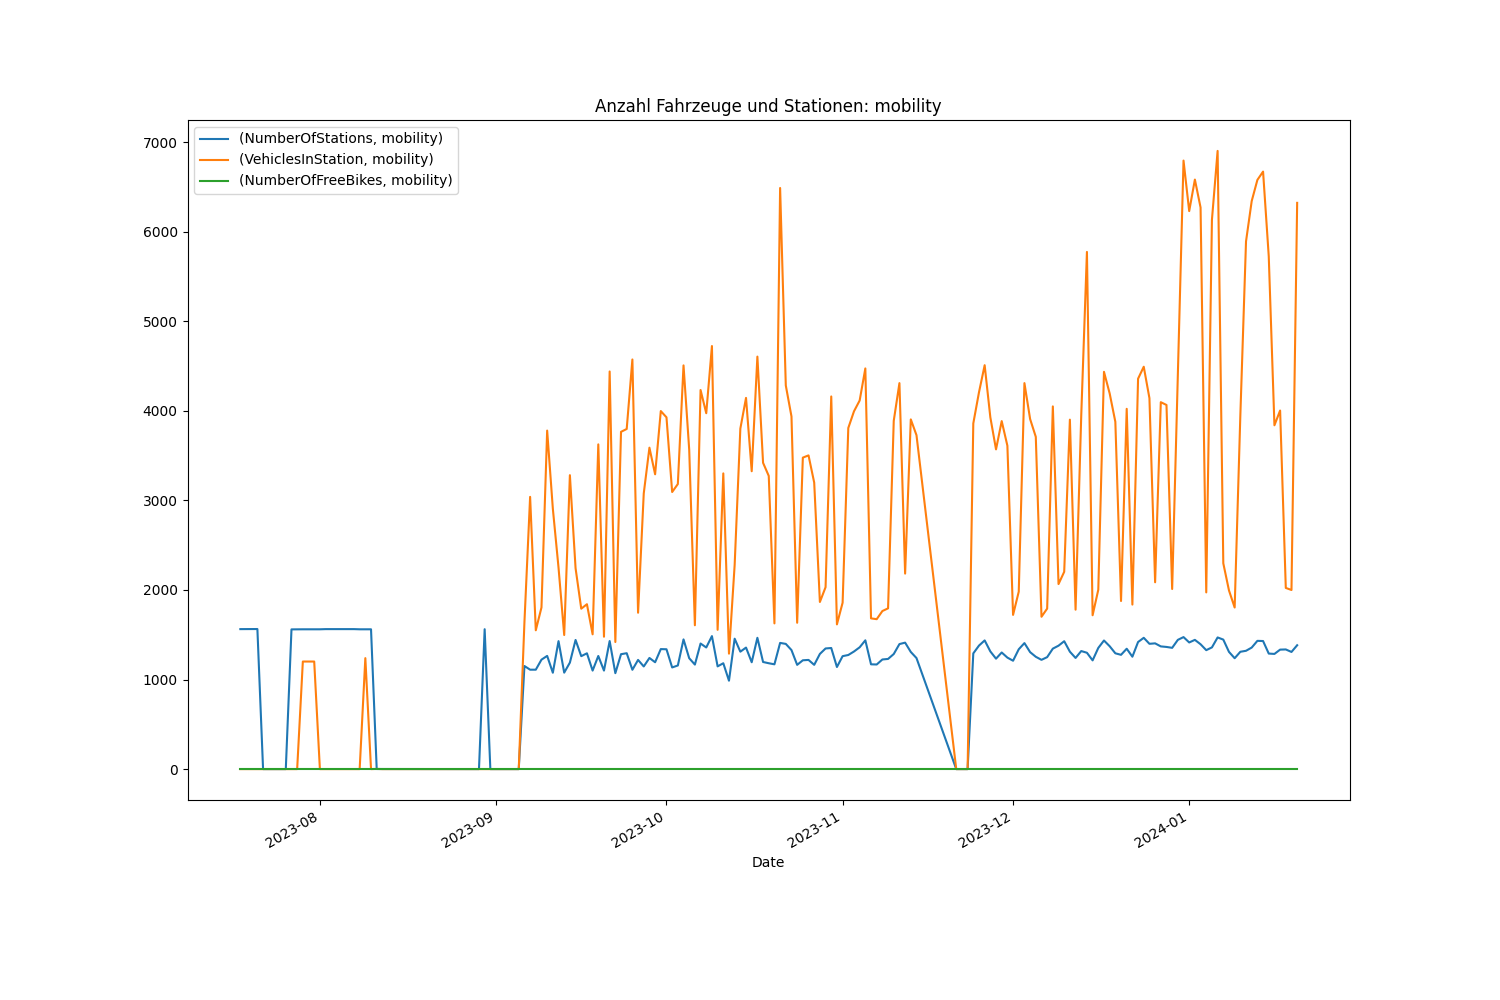 Anzahl Fahrzeuge und Stationen: mobility
(NumberOfStations, mobility)
(VehiclesInStation, mobility)
(NumberOfFreeBikes, mobility)
7000
6000
5000
4000
3000
2000
1000
0
2023-08
2023-09
2023-10
2023-11
2023-12
2024-01
Date